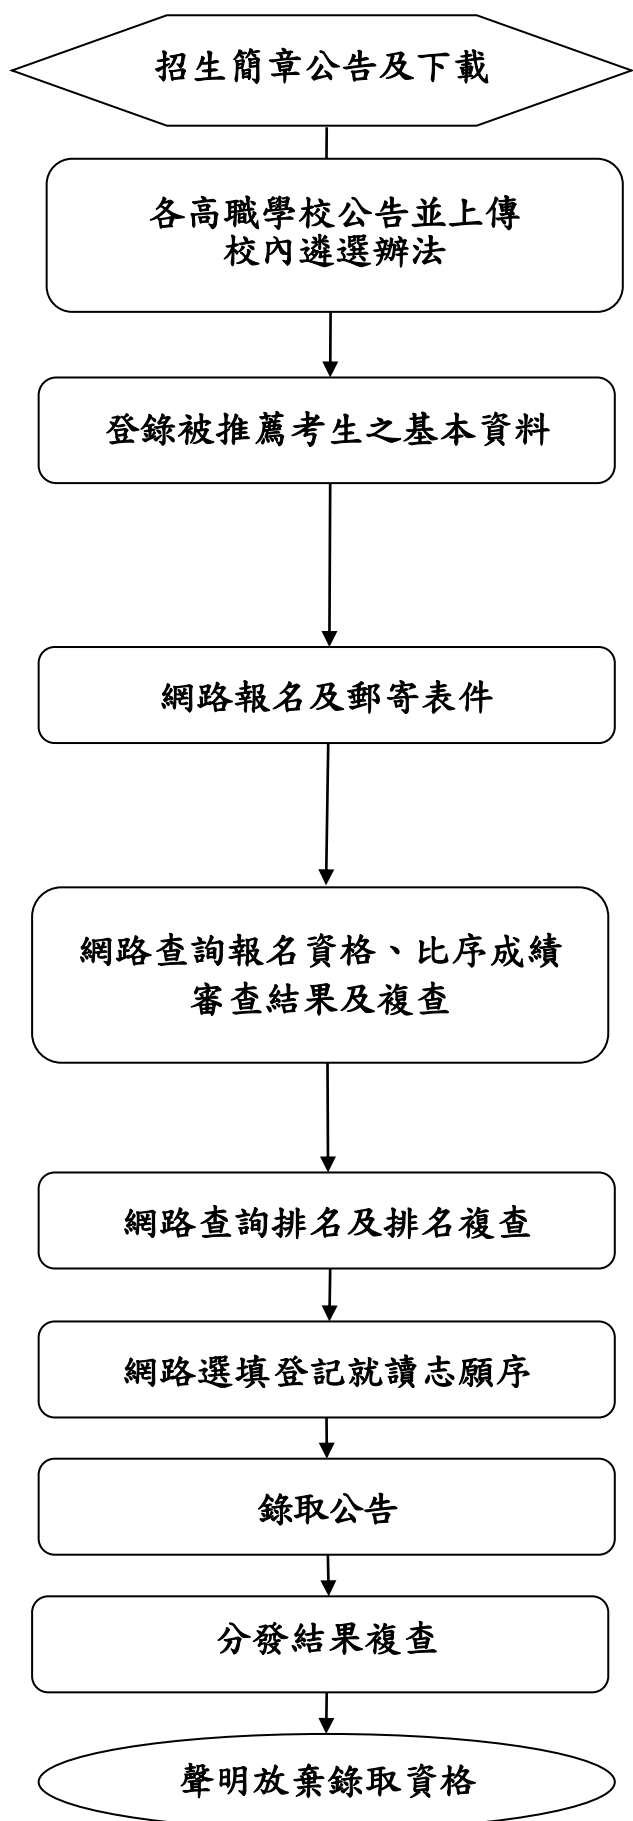 招生簡章公告及下載
各高職學校公告並上傳
校內遴選辦法
登錄被推薦考生之基本資料
網路報名及郵寄表件
網路查詢報名資格、比序成績
審查結果及複查
網路查詢排名及排名複查
網路選填登記就讀志願序
錄取公告
分發結果複查
聲明放棄錄取資格